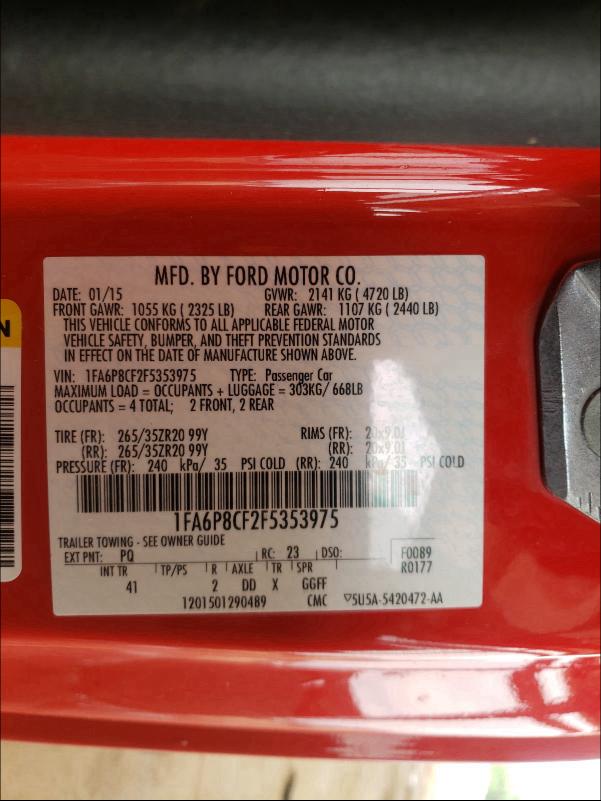 MFD. BY FORD MOTOR CO.
DATE: 01/15 GVWR: 2141 KG ( 4720 LB)
FRONT GAWR: 1055 KG ( 2325 LB) REAR GAWR: 1107 KG ( 2440 LB)
THIS VEHICLE CONFORMS TO ALL APPLICABLE FEDERAL MOTOR
VEHICLE SAFETY, BUMPER, AND THEFT PREVENTION STANDARDS
IN EFFECT ON THE DATE OF MANUFACTURE SHOWN ABOVE.
VIN: 1FA6P8CF2F5353975 TYPE: Passenger Car
MAXIMUM LOAD = OCCUPANTS + LUGGAGE = 303KG/ 668LB
OCCUPANTS = 4 TOTAL; 2 FRONT, 2 REAR
TIRE (FR): 265/35ZR20 99Y RIMS (FR): 20x9.0J
(RR): 265/35ZR20 99Y (RR): 20x9.0J
PRESSURE (FR): 240 kPa/ 35 PSI COLD (RR): 240 kPa/ 35 PSI COLD
1FA6P8CF2F5353975
TRAILER TOWING - SEE OWNER GUIDE
EXT PNT: PQ RC: 23 DSO: F0089
INT TR TP/PS R AXLE TR SPR R0177
41 2 DD X GGFF
1201501290489 CMC ▽5U5A-5420472-AA
N